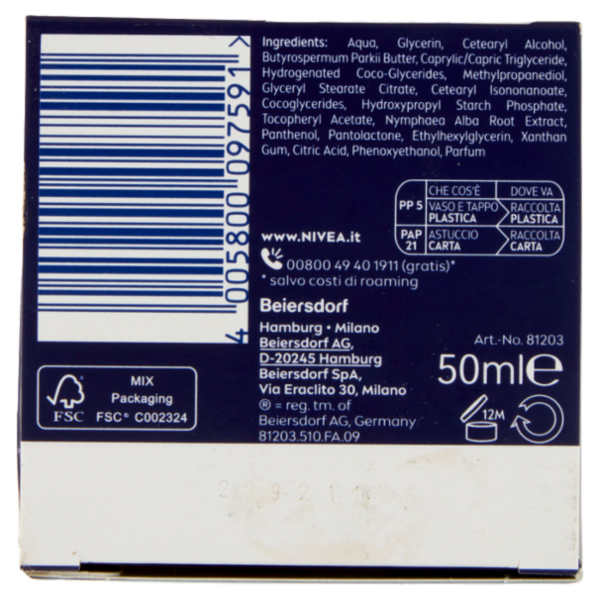 Ingredients: Aqua, Glycerin, Cetearyl Alcohol,
Butyrospermum Parkii Butter, Caprylic/Capric Triglyceride,
Hydrogenated Coco-Glycerides, Methylpropanediol,
Glyceryl Stearate Citrate, Cetearyl Isononanoate,
Cocoglycerides, Hydroxypropyl Starch Phosphate,
Tocopheryl Acetate, Nymphaea Alba Root Extract,
Panthenol, Pantolactone, Ethylhexylglycerin, Xanthan
Gum, Citric Acid, Phenoxyethanol, Parfum
4 005800 097591 >
CHE COS'È DOVE VA
PP 5 VASO E TAPPO PLASTICA RACCOLTA PLASTICA
PAP 21 ASTUCCIO CARTA RACCOLTA CARTA
www.NIVEA.it
00800 49 40 1911 (gratis)*
* salvo costi di roaming
Beiersdorf
Hamburg • Milano
Beiersdorf AG,
D-20245 Hamburg
Beiersdorf SpA,
Via Eraclito 30, Milano
® = reg. tm. of
Beiersdorf AG, Germany
81203.510.FA.09
Art.-No. 81203
50ml℮
12M
FSC
MIX
Packaging
FSC® C002324